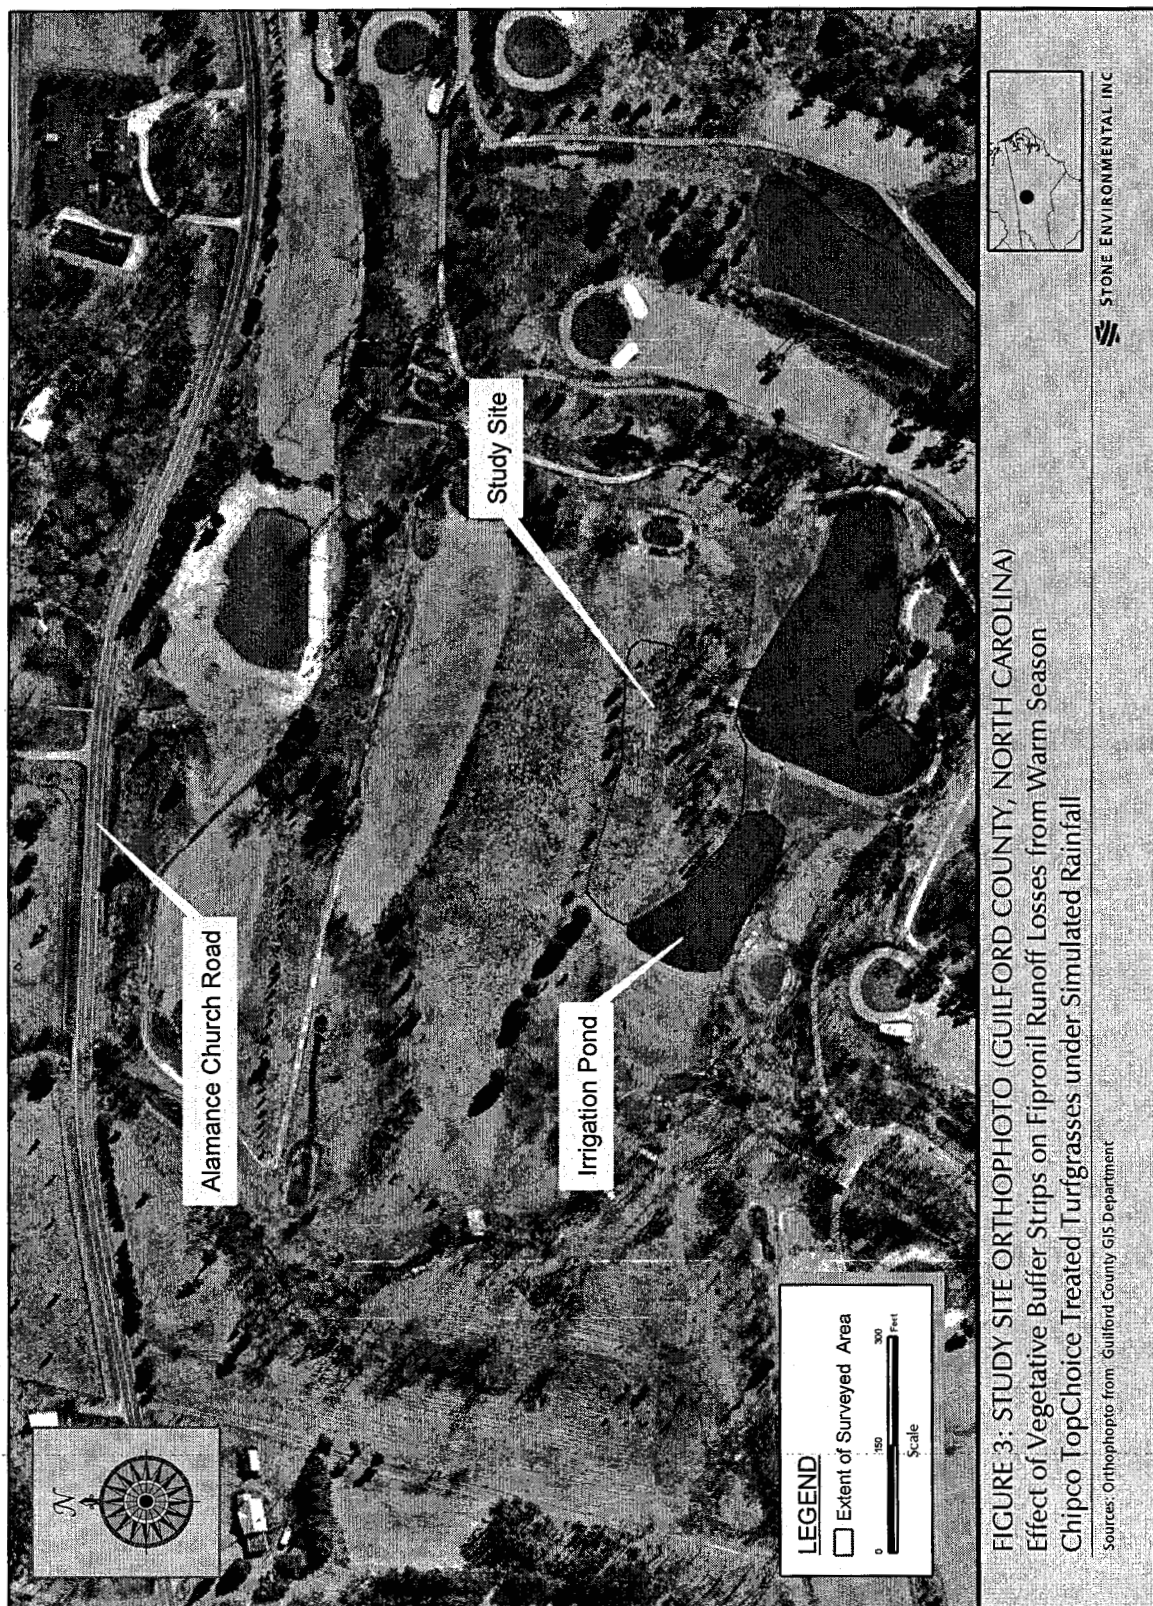 N
Alamance Church Road
Study Site
Irrigation Pond
LEGEND
Extent of Surveyed Area
0 150 300 Feet
Scale
FIGURE 3: STUDY SITE ORTHOPHOTO (GUILFORD COUNTY, NORTH CAROLINA)
Effect of Vegetative Buffer Strips on Fipronil Runoff Losses from Warm Season
Chipco TopChoice Treated Turfgrasses under Simulated Rainfall
Sources: Orthophopto from Guilford County GIS Department
STONE ENVIRONMENTAL INC